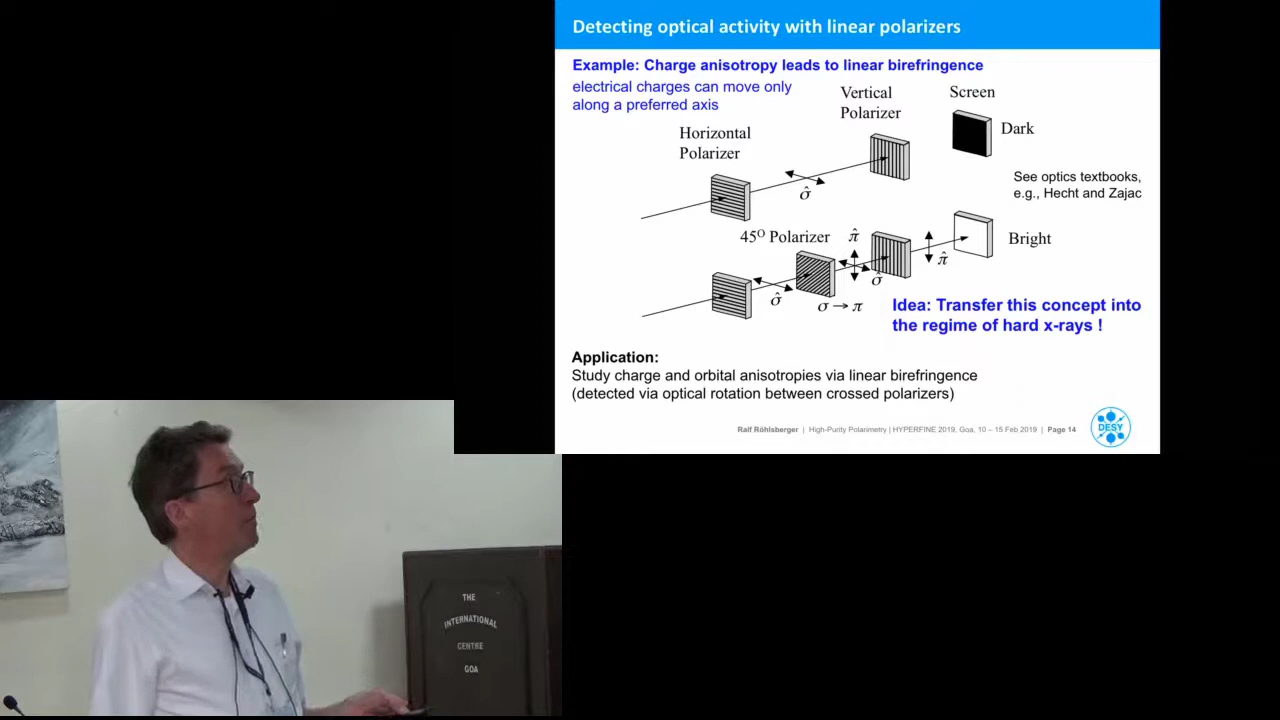 Detecting optical activity with linear polarizers
Example: Charge anisotropy leads to linear birefringence
electrical charges can move only
along a preferred axis
Horizontal
Polarizer
Vertical
Polarizer
Screen
Dark
σ̂
See optics textbooks,
e.g., Hecht and Zajac
45O Polarizer
π̂
Bright
σ̂
σ̂
π̂
σ → π
Idea: Transfer this concept into
the regime of hard x-rays !
Application:
Study charge and orbital anisotropies via linear birefringence
(detected via optical rotation between crossed polarizers)
Ralf Röhlsberger | High-Purity Polarimetry | HYPERFINE 2019, Goa, 10 – 15 Feb 2019 | Page 14
DESY
THE
INTERNATIONAL
CENTRE
GOA